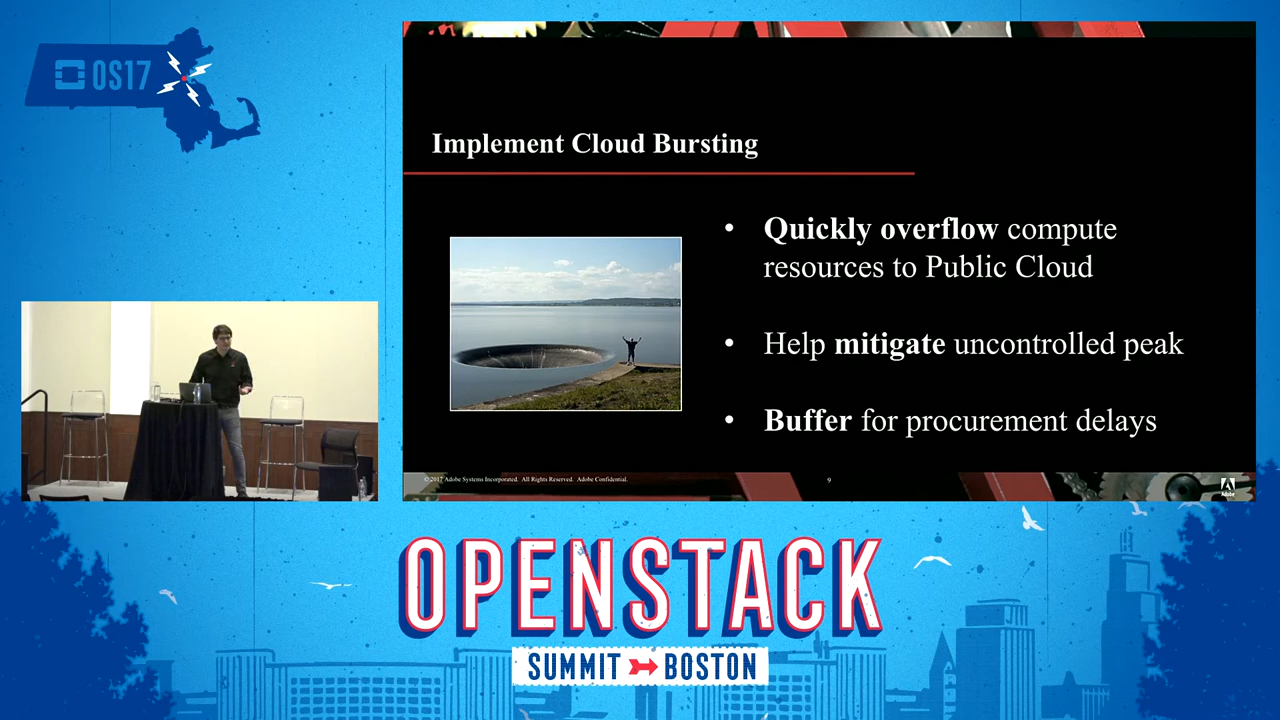 OS17
Implement Cloud Bursting
• Quickly overflow compute
resources to Public Cloud
• Help mitigate uncontrolled peak
• Buffer for procurement delays
© 2017 Adobe Systems Incorporated. All Rights Reserved. Adobe Confidential.
9
Adobe
OPENSTACK
SUMMIT BOSTON